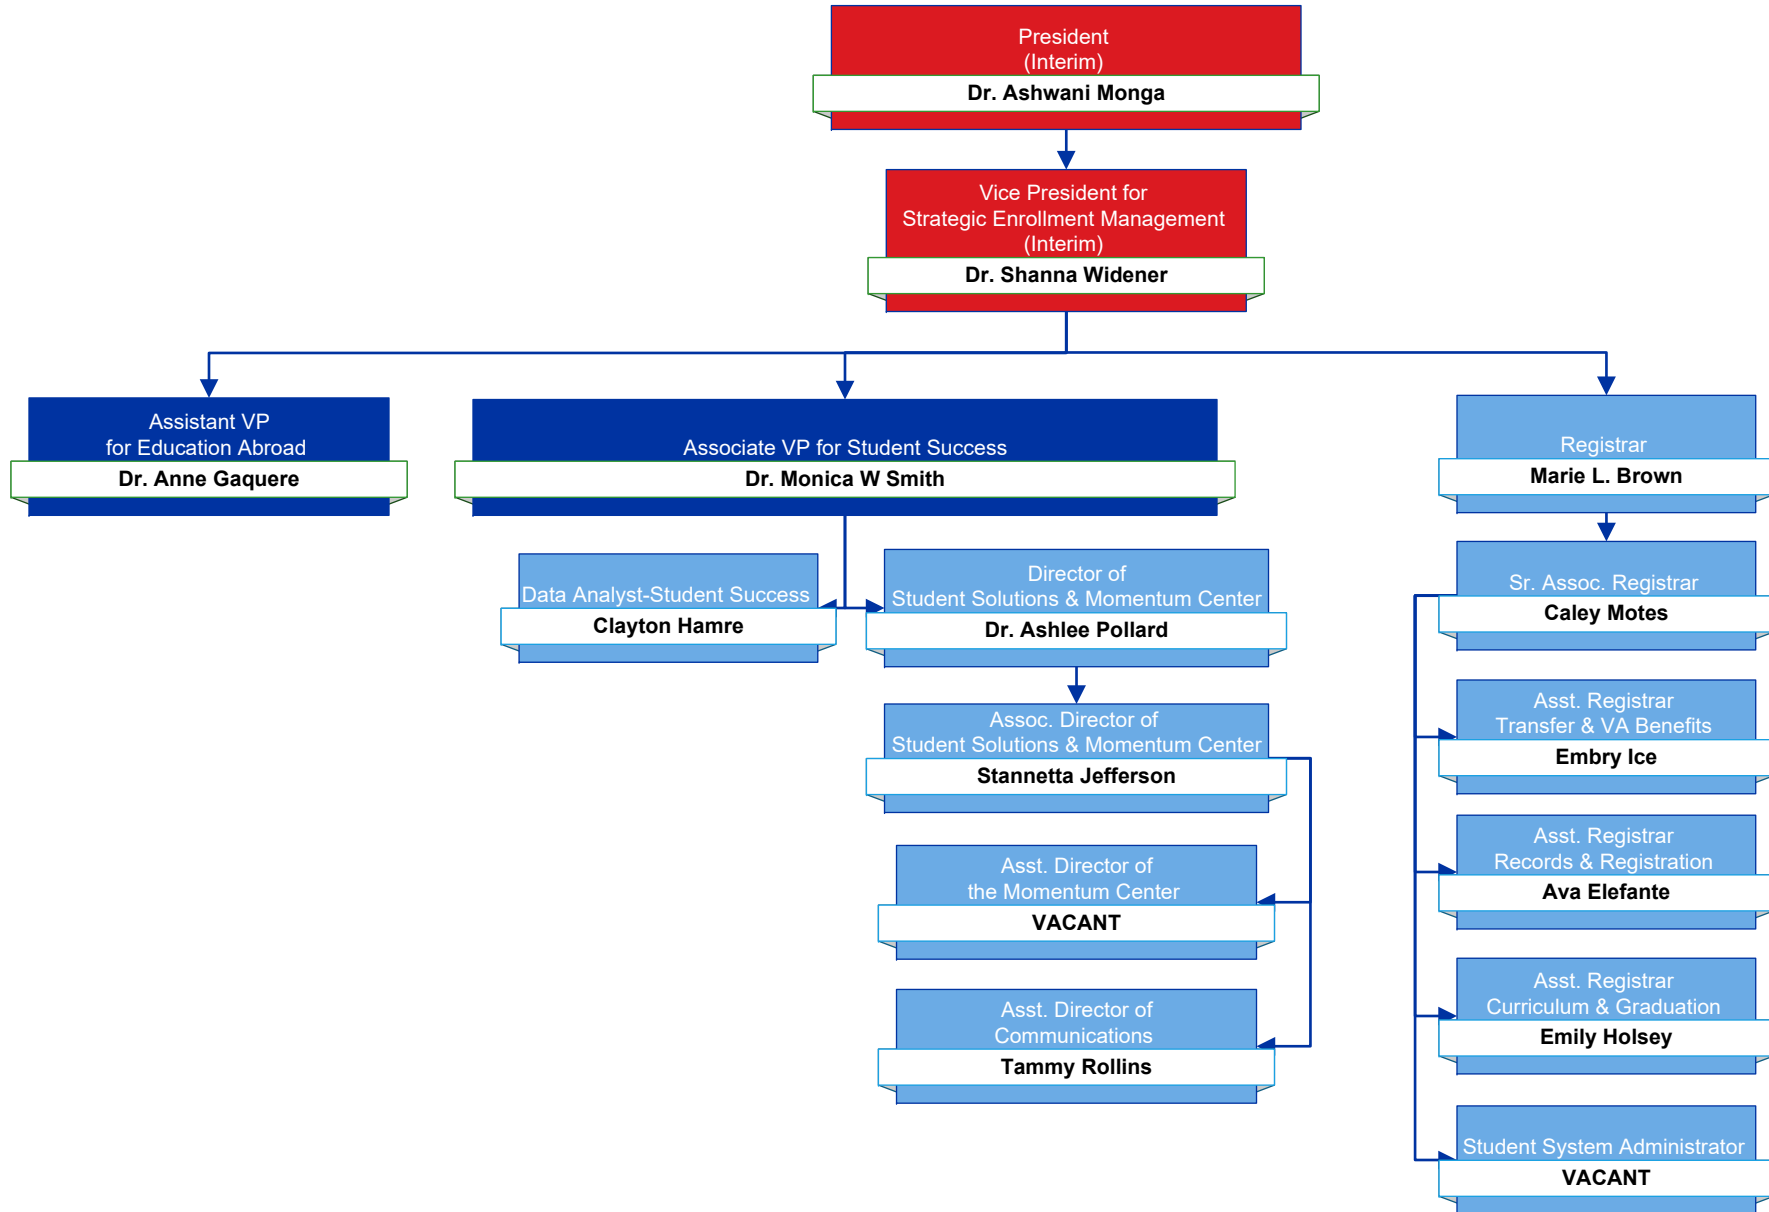 President
(Interim)
Dr. Ashwani Monga
Vice President for
Strategic Enrollment Management
(Interim)
Dr. Shanna Widener
Assistant VP
for Education Abroad
Dr. Anne Gaquere
Associate VP for Student Success
Dr. Monica W Smith
Registrar
Marie L. Brown
Data Analyst-Student Success
Clayton Hamre
Director of
Student Solutions & Momentum Center
Dr. Ashlee Pollard
Sr. Assoc. Registrar
Caley Motes
Assoc. Director of
Student Solutions & Momentum Center
Stannetta Jefferson
Asst. Registrar
Transfer & VA Benefits
Embry Ice
Asst. Director of
the Momentum Center
VACANT
Asst. Registrar
Records & Registration
Ava Elefante
Asst. Director of
Communications
Tammy Rollins
Asst. Registrar
Curriculum & Graduation
Emily Holsey
Student System Administrator
VACANT